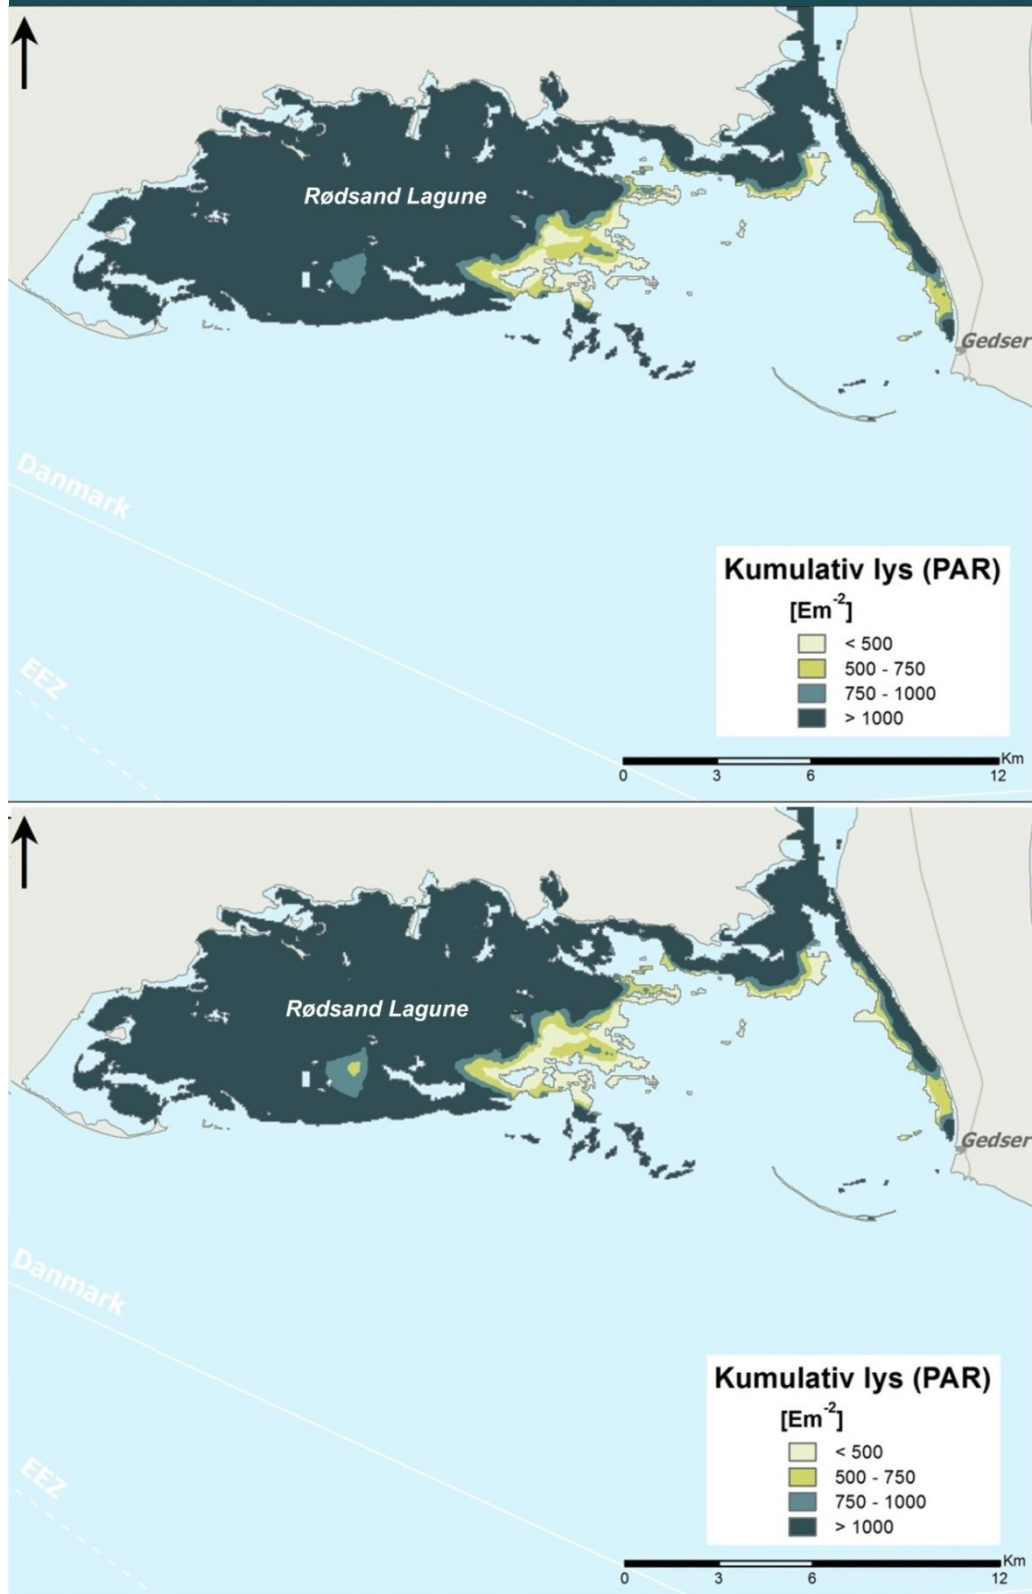 Rødsand Lagune
Gedser
Danmark
EEZ
Kumulativ lys (PAR)
[Em⁻²]
< 500
500 - 750
750 - 1000
> 1000
Km
0 3 6 12
Rødsand Lagune
Gedser
Danmark
EEZ
Kumulativ lys (PAR)
[Em⁻²]
< 500
500 - 750
750 - 1000
> 1000
Km
0 3 6 12